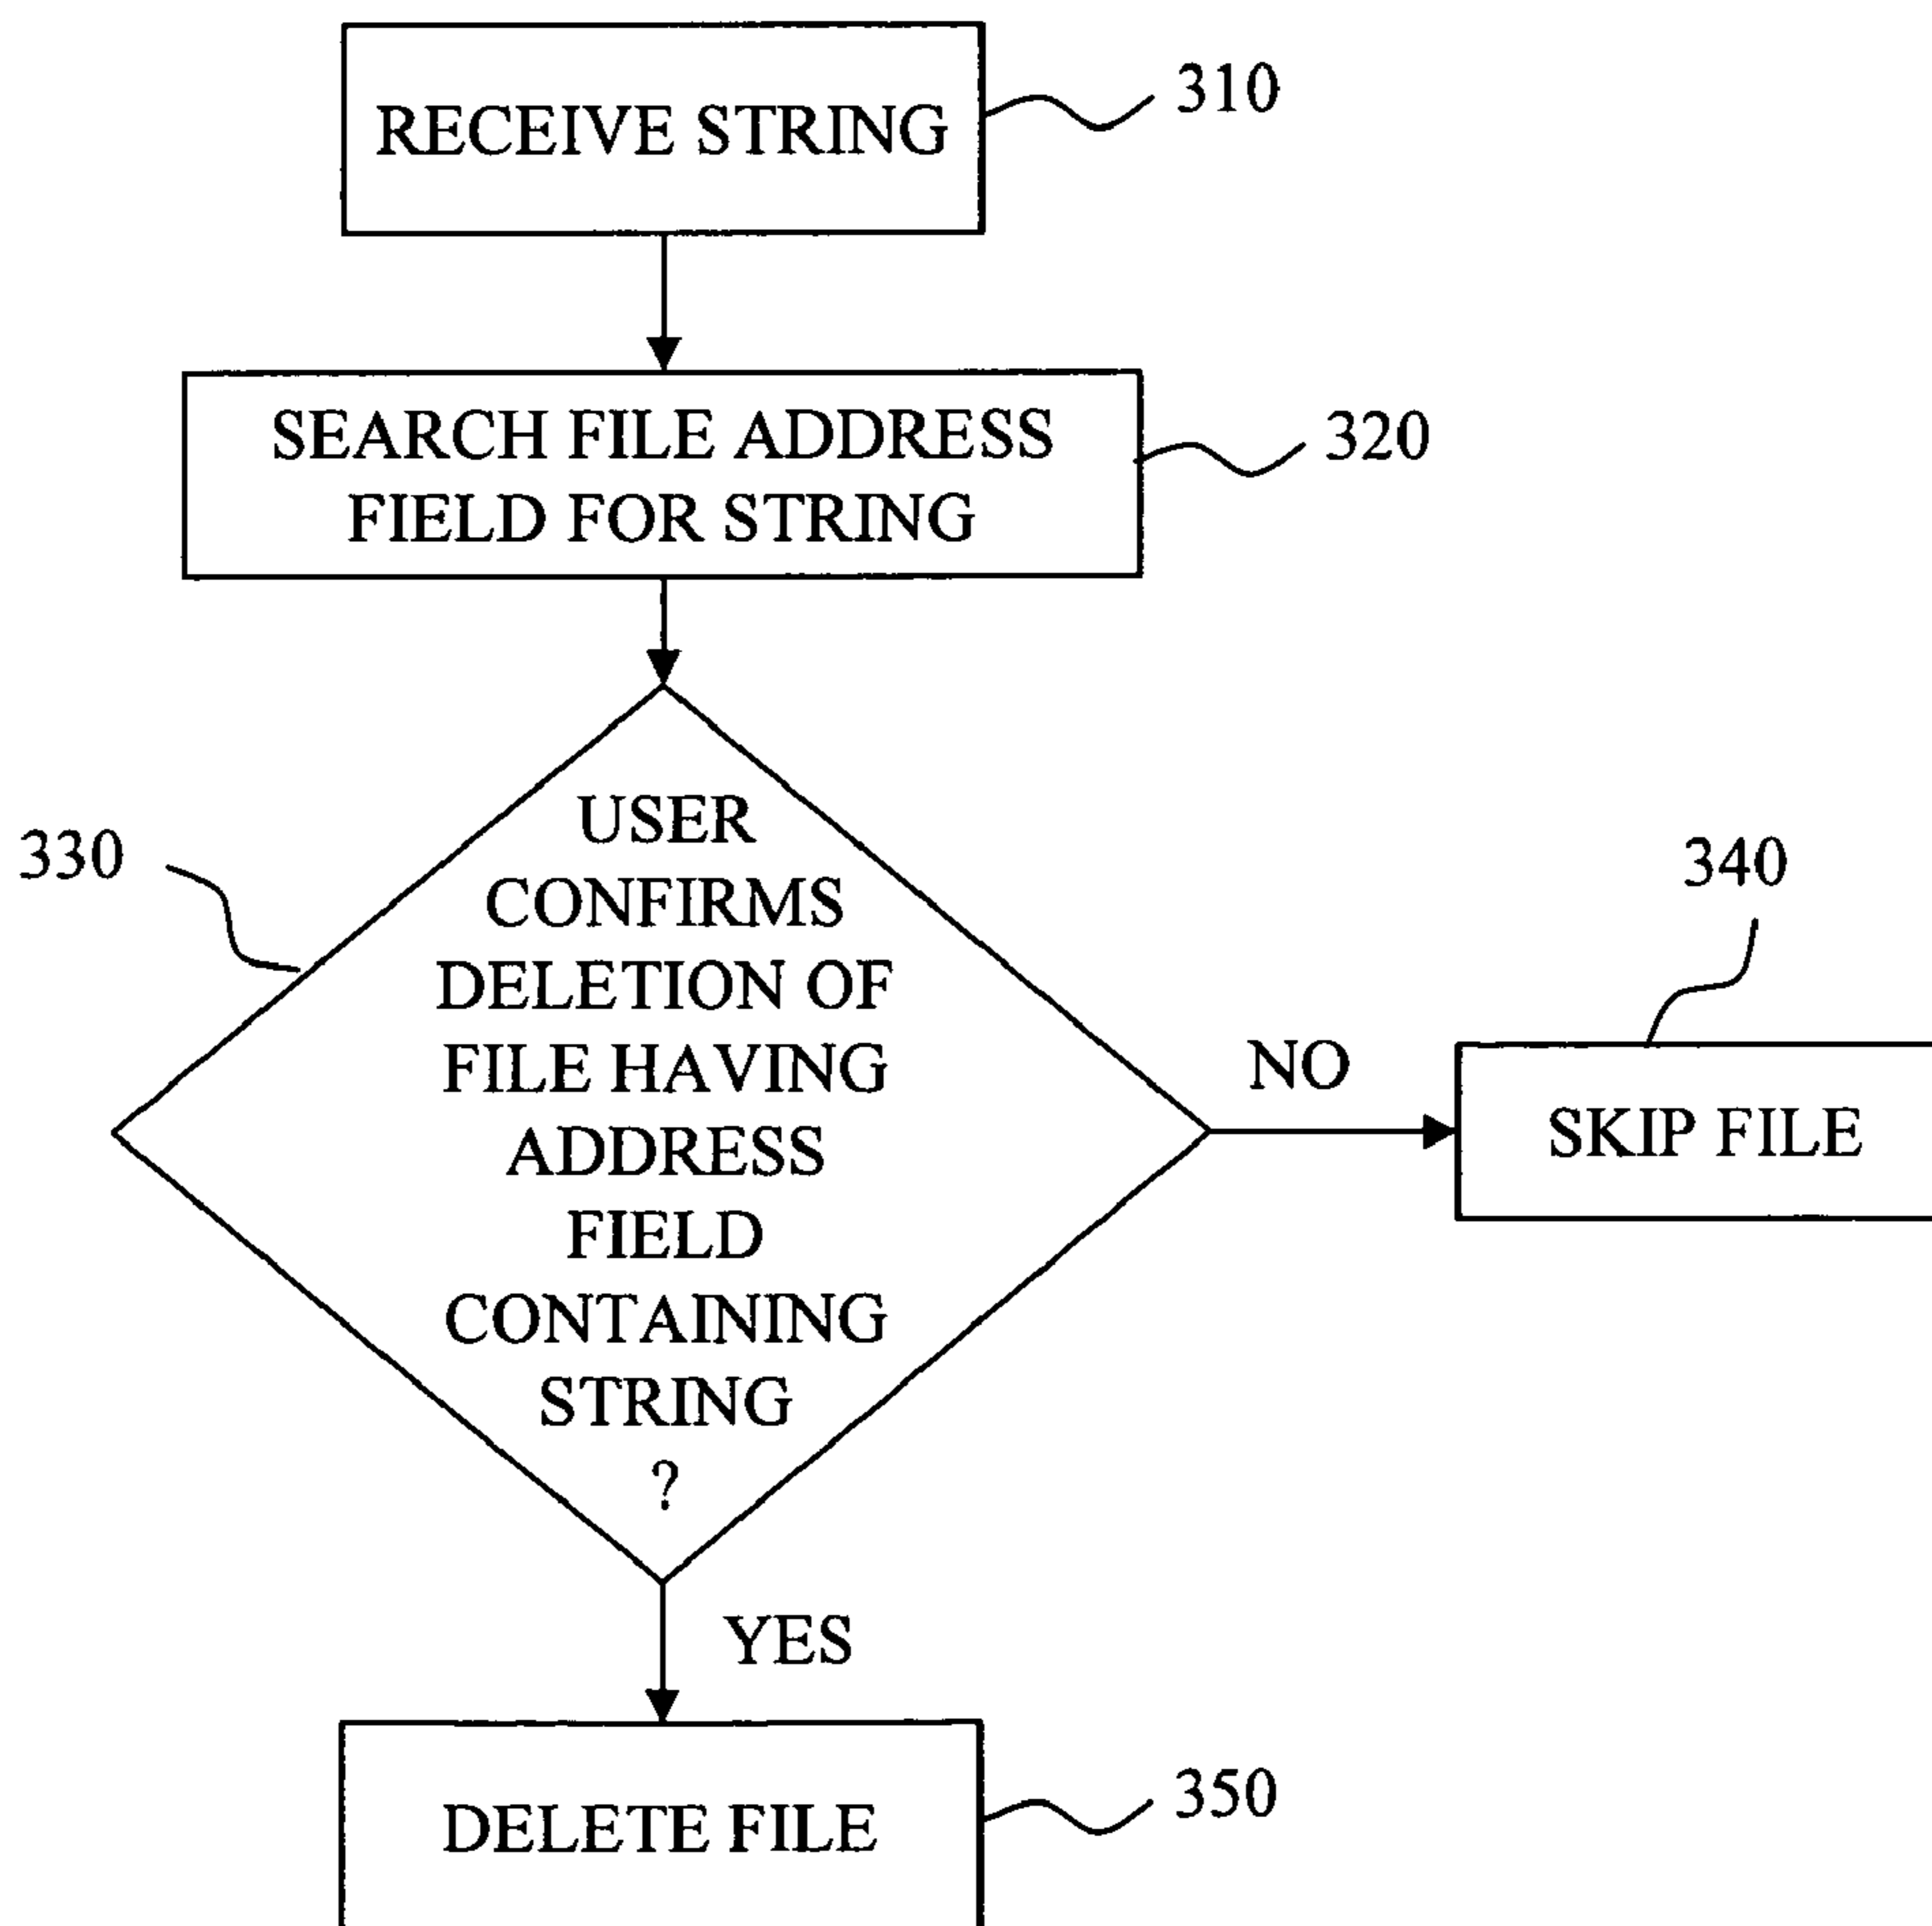 RECEIVE STRING
310
SEARCH FILE ADDRESS
FIELD FOR STRING
320
330
USER
CONFIRMS
DELETION OF
FILE HAVING
ADDRESS
FIELD
CONTAINING
STRING
?
NO
340
SKIP FILE
YES
DELETE FILE
350